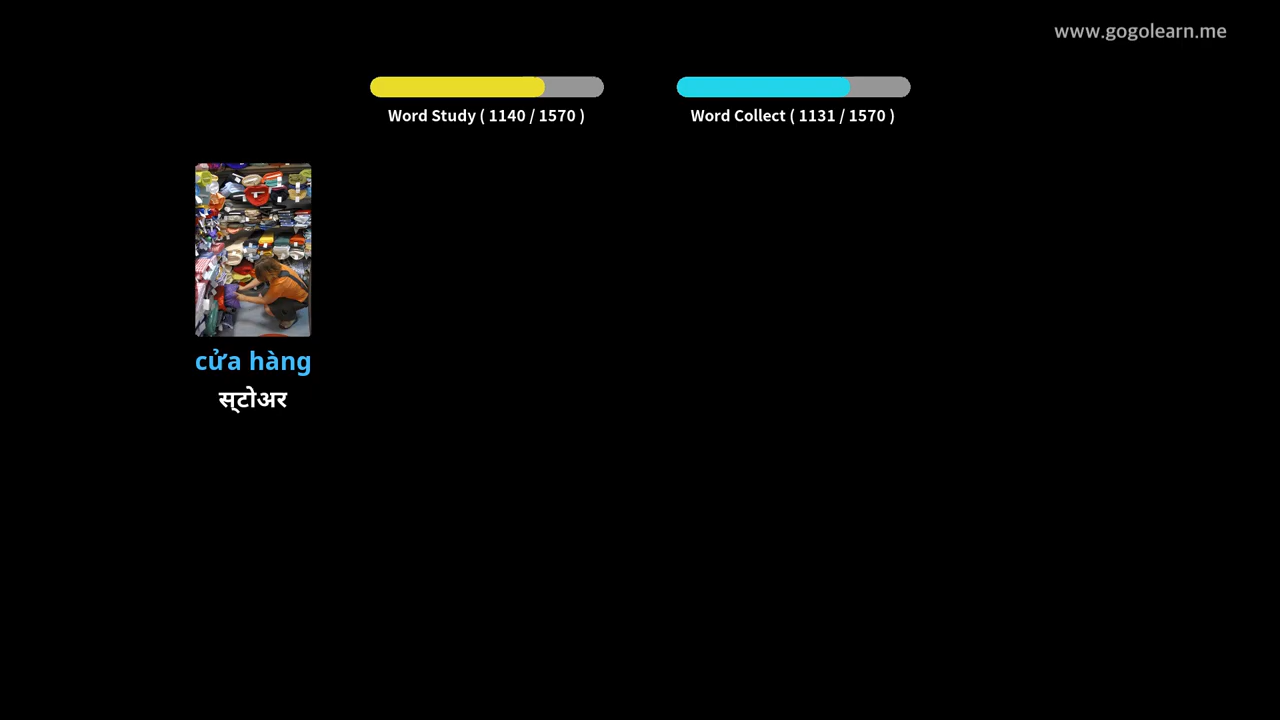 www.gogolearn.me
Word Study ( 1140 / 1570 )
Word Collect ( 1131 / 1570 )
cửa hàng
स्टोअर